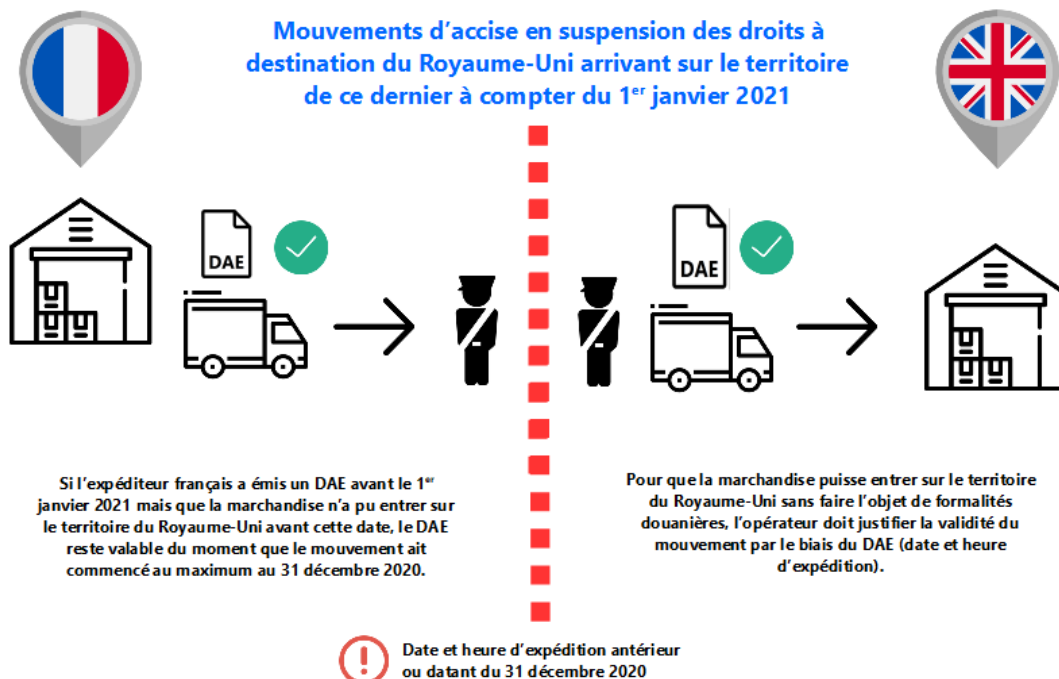 Mouvements d'accise en suspension des droits à
destination du Royaume-Uni arrivant sur le territoire
de ce dernier à compter du 1er janvier 2021
DAE
DAE
Si l'expéditeur français a émis un DAE avant le 1er
janvier 2021 mais que la marchandise n'a pu entrer sur
le territoire du Royaume-Uni avant cette date, le DAE
reste valable du moment que le mouvement ait
commencé au maximum au 31 décembre 2020.
Pour que la marchandise puisse entrer sur le territoire
du Royaume-Uni sans faire l'objet de formalités
douanières, l'opérateur doit justifier la validité du
mouvement par le biais du DAE (date et heure
d'expédition).
Date et heure d'expédition antérieur
ou datant du 31 décembre 2020